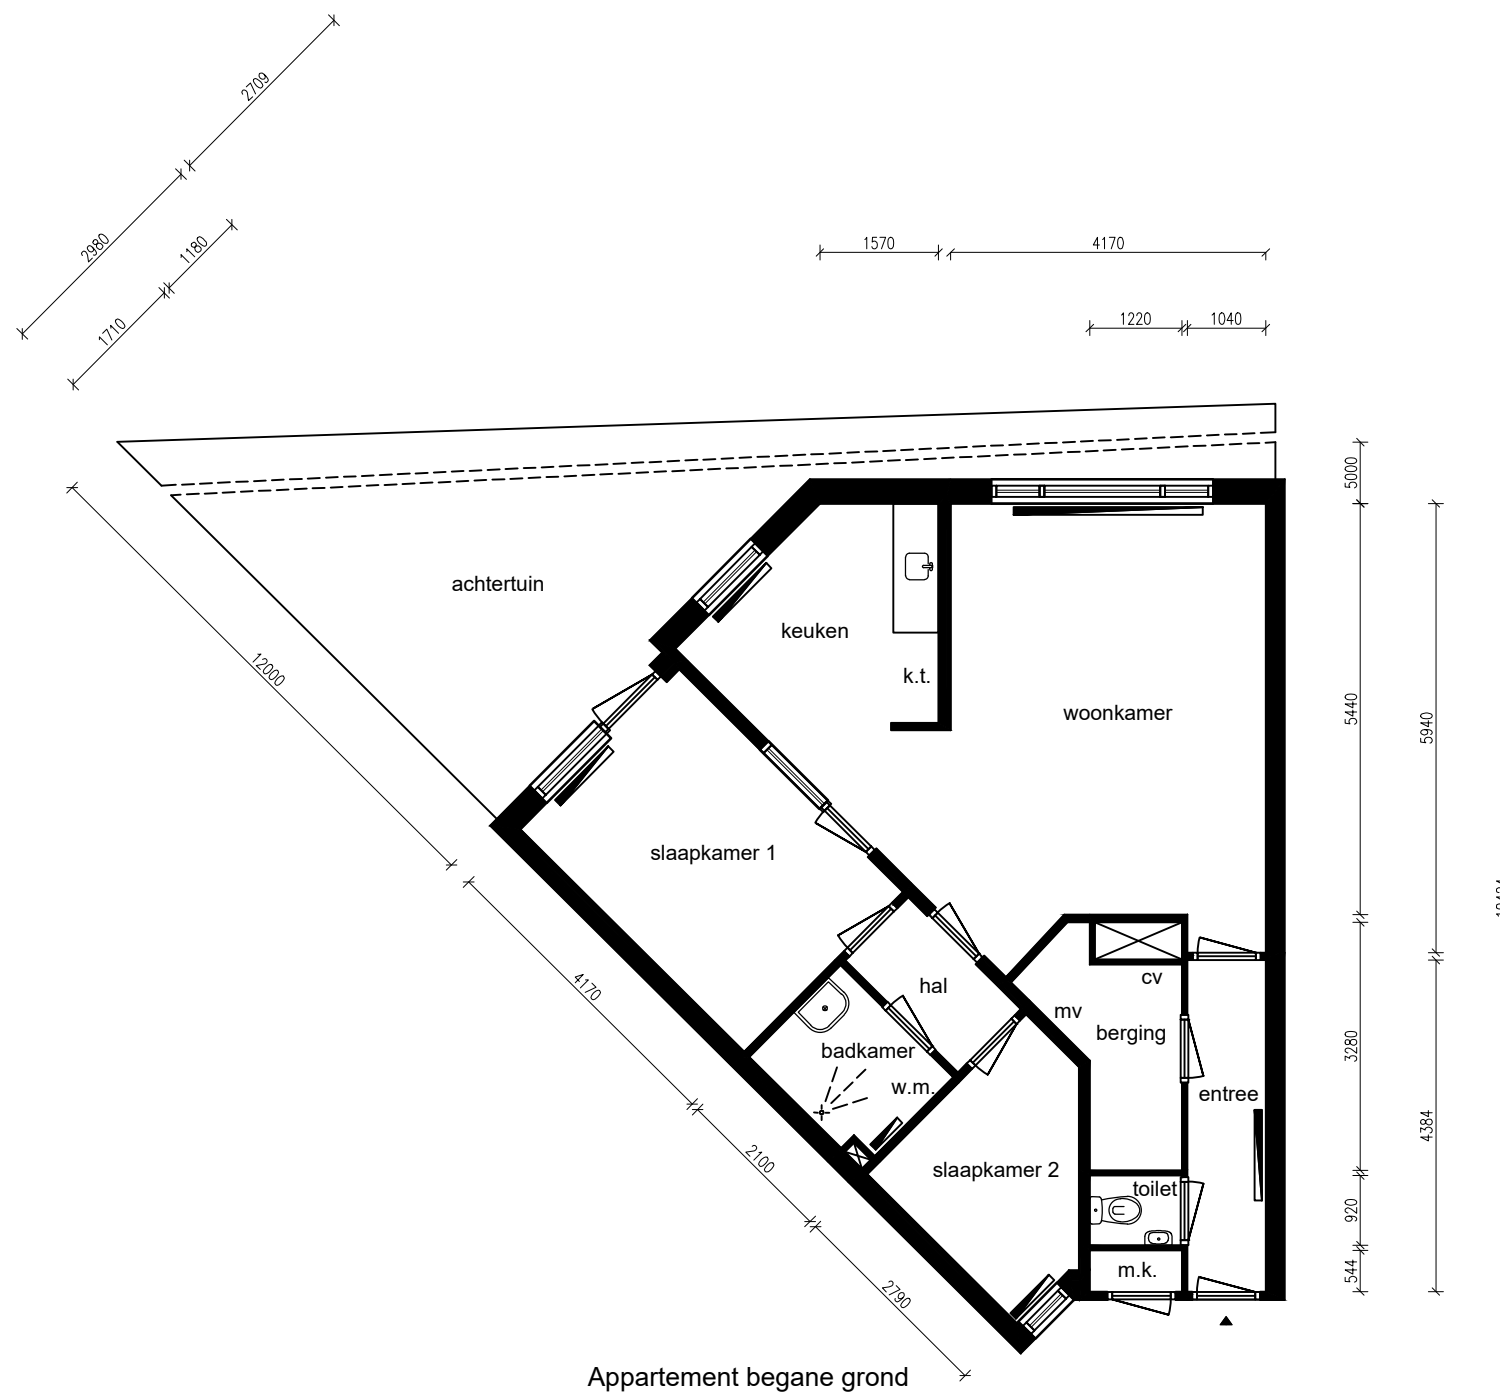 2709
2980
1180
1710
1570
4170
1220
1040
5000
achtertuin
keuken
k.t.
woonkamer
12000
5440
5940
slaapkamer 1
hal
cv
mv
berging
4170
badkamer
w.m.
entree
3280
4384
slaapkamer 2
toilet
2100
920
m.k.
544
2790
Appartement begane grond